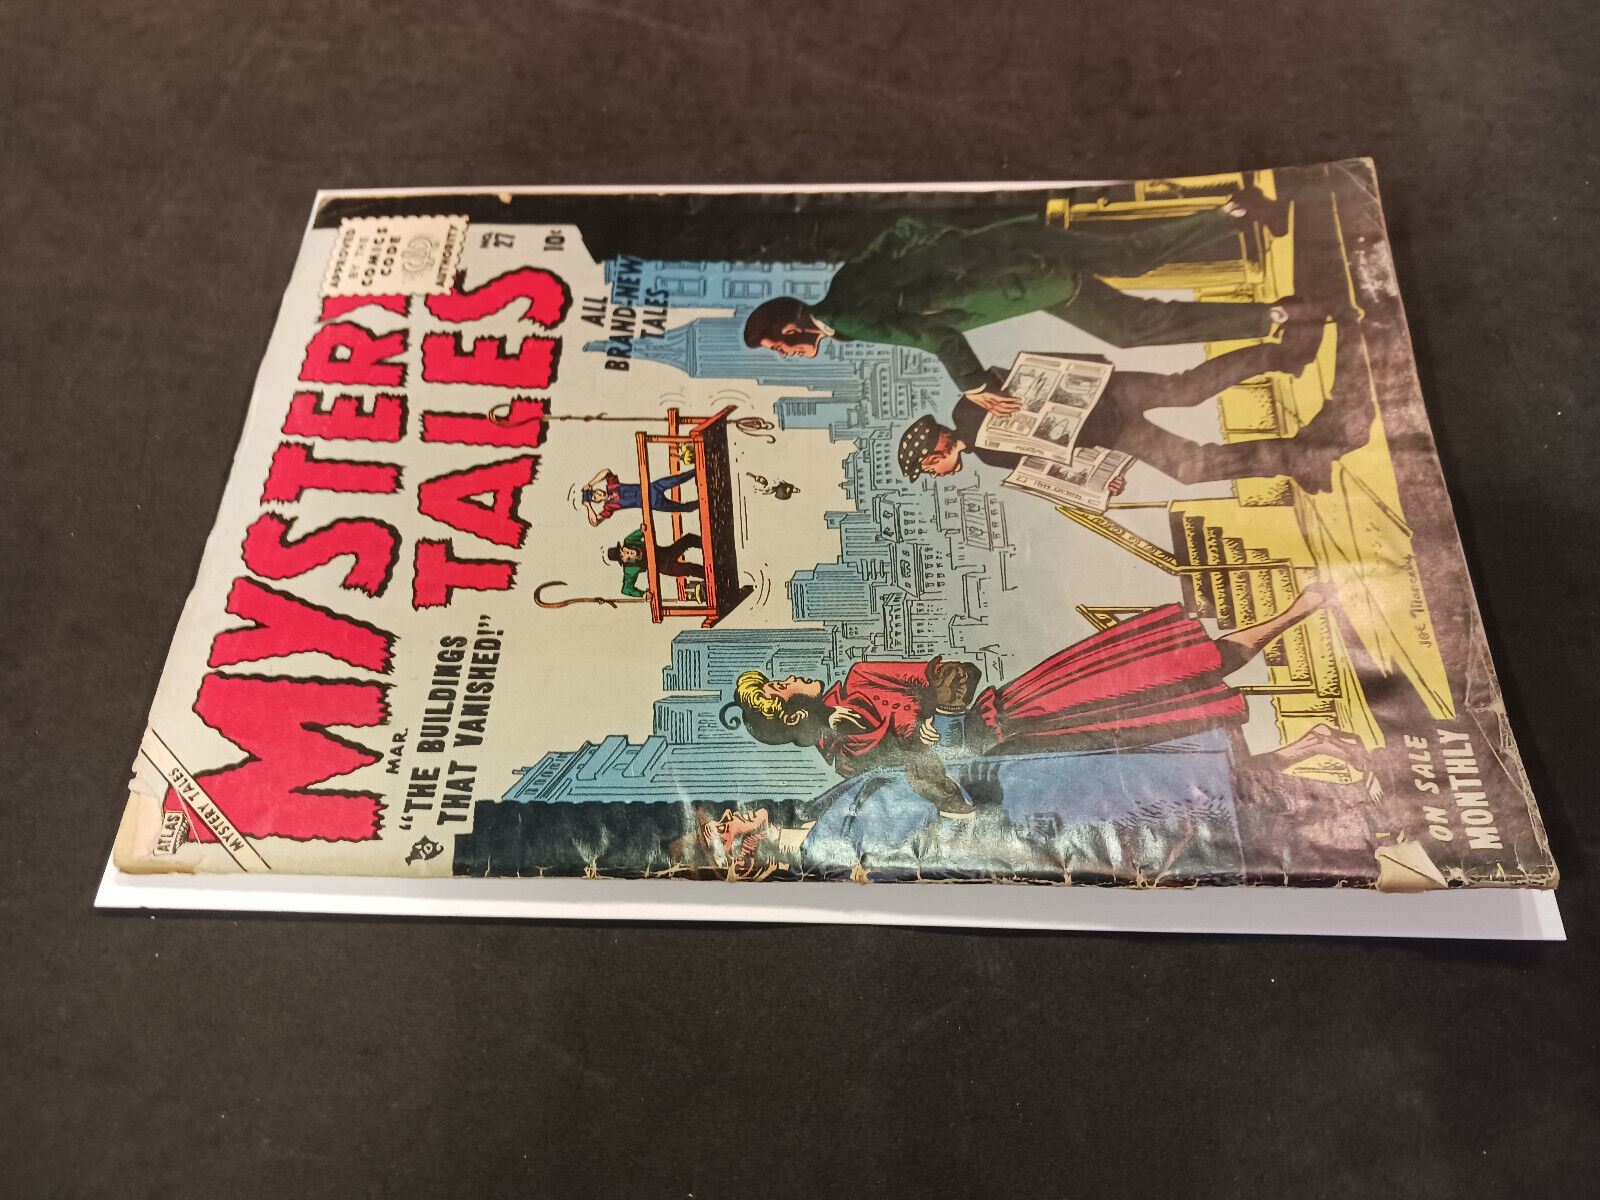 ATLAS
MYSTERY TALES
MYSTERY
TALES
APPROVED
BY THE
COMICS
CODE
AUTHORITY
NO.
27
10¢
MAR.
"THE BUILDINGS
THAT VANISHED!"
ALL
BRAND-NEW
TALES
Joe Maneely
ON SALE
MONTHLY